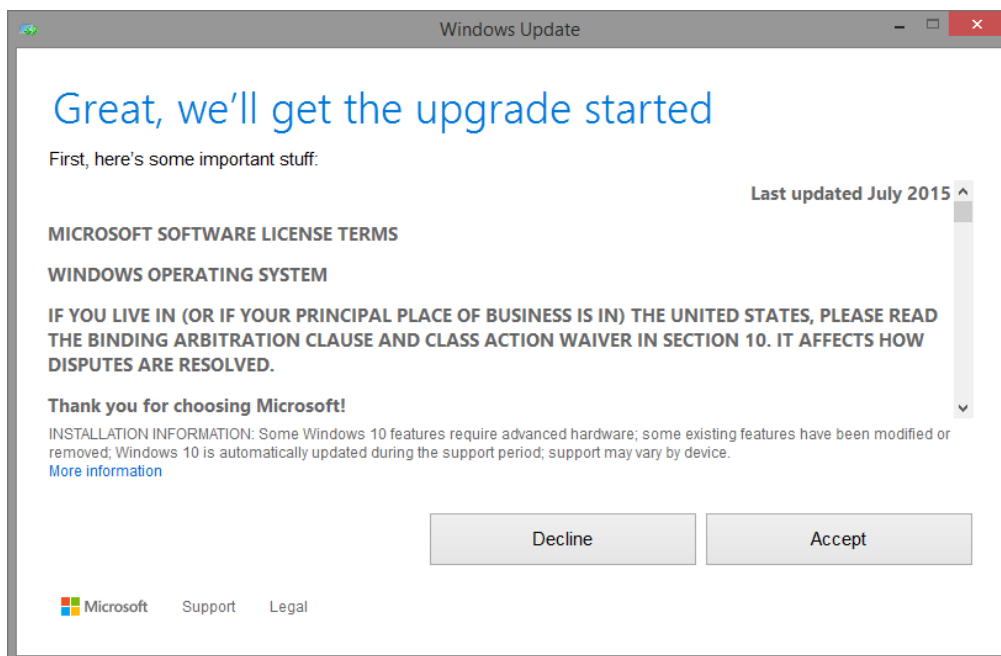 Windows Update
Great, we'll get the upgrade started
First, here's some important stuff:
Last updated July 2015
MICROSOFT SOFTWARE LICENSE TERMS
WINDOWS OPERATING SYSTEM
IF YOU LIVE IN (OR IF YOUR PRINCIPAL PLACE OF BUSINESS IS IN) THE UNITED STATES, PLEASE READ
THE BINDING ARBITRATION CLAUSE AND CLASS ACTION WAIVER IN SECTION 10. IT AFFECTS HOW
DISPUTES ARE RESOLVED.
Thank you for choosing Microsoft!
INSTALLATION INFORMATION: Some Windows 10 features require advanced hardware; some existing features have been modified or
removed; Windows 10 is automatically updated during the support period; support may vary by device.
More information
Decline
Accept
Microsoft Support Legal